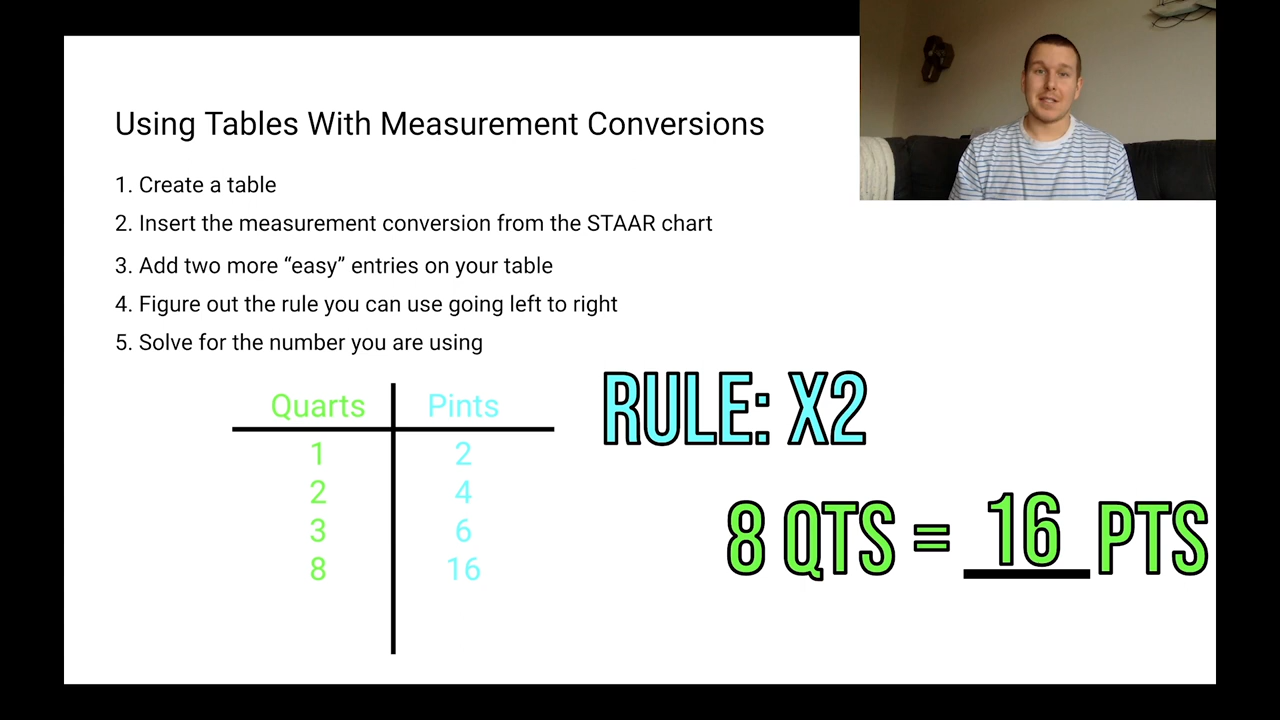 Using Tables With Measurement Conversions
1. Create a table
2. Insert the measurement conversion from the STAAR chart
3. Add two more “easy” entries on your table
4. Figure out the rule you can use going left to right
5. Solve for the number you are using
Quarts Pints
1 2
2 4
3 6
8 16
RULE: X2
8 QTS = 16 PTS